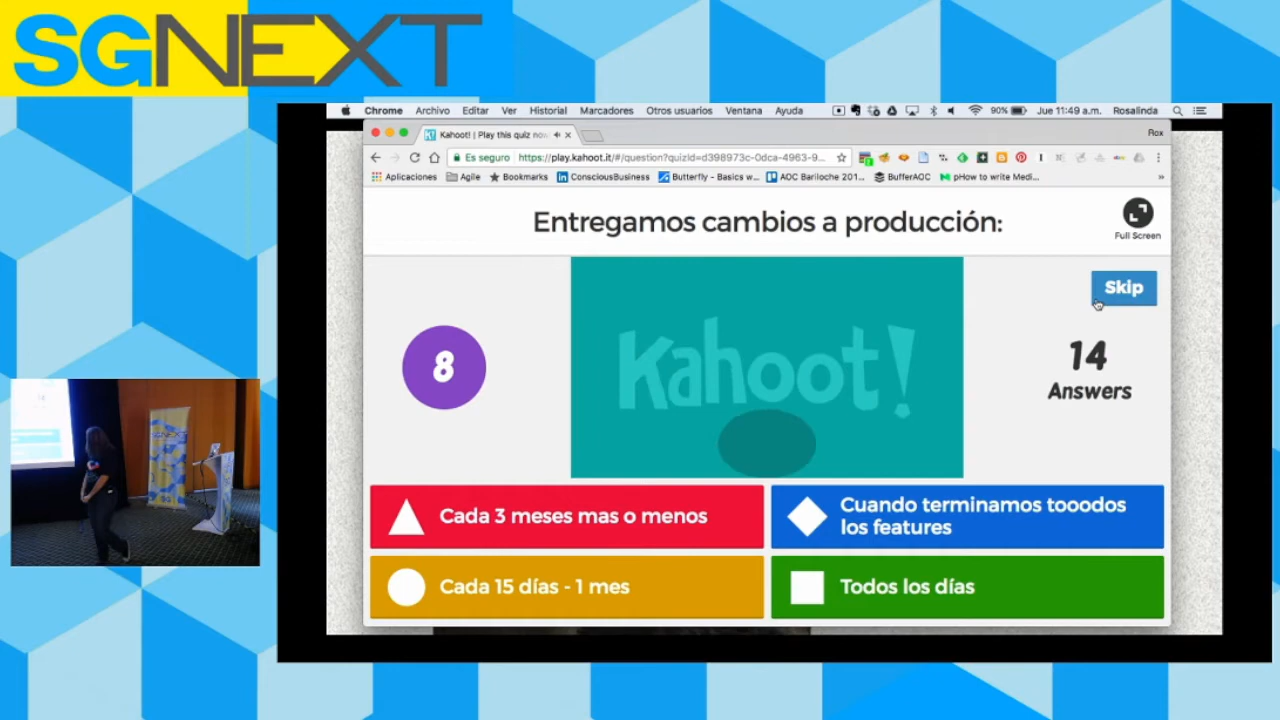 SGNEXT
Chrome Archivo Editar Ver Historial Marcadores Otros usuarios Ventana Ayuda 90% Jue 11:49 a.m. Rosalinda
Kahoot! | Play this quiz now
Rox
Es seguro https://play.kahoot.it/#/question?quizId=d398973c-0dca-4963-9...
Aplicaciones Agile Bookmarks ConsciousBusiness Butterfly - Basics w... AOC Bariloche 201... BufferAOC pHow to write Medi... »
Entregamos cambios a producción:
Full Screen
Skip
8
Kahoot!
14
Answers
Cada 3 meses mas o menos
Cuando terminamos tooodos
los features
Cada 15 días - 1 mes
Todos los días
SGNEXT